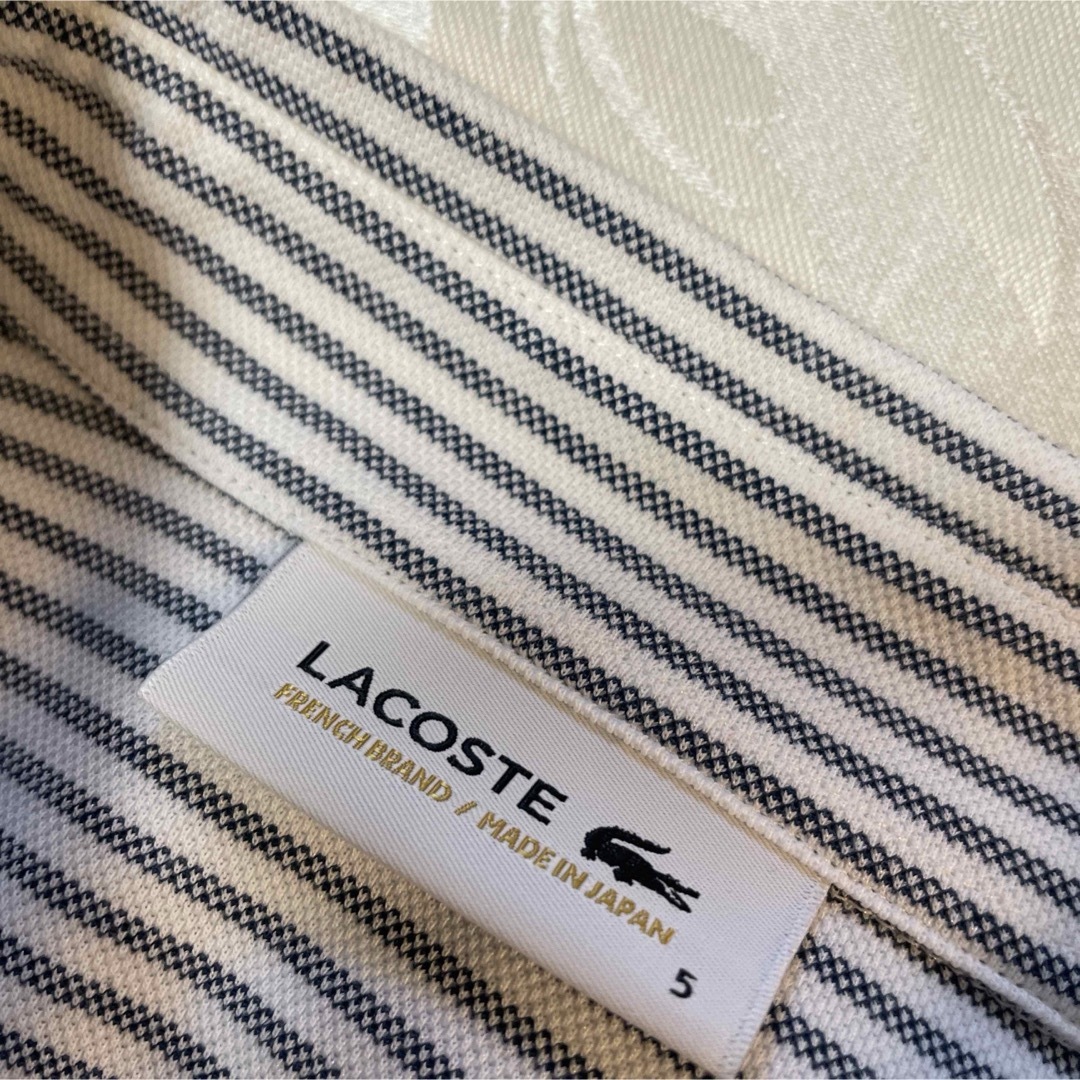 LACOSTE
FRENCH BRAND / MADE IN JAPAN
5